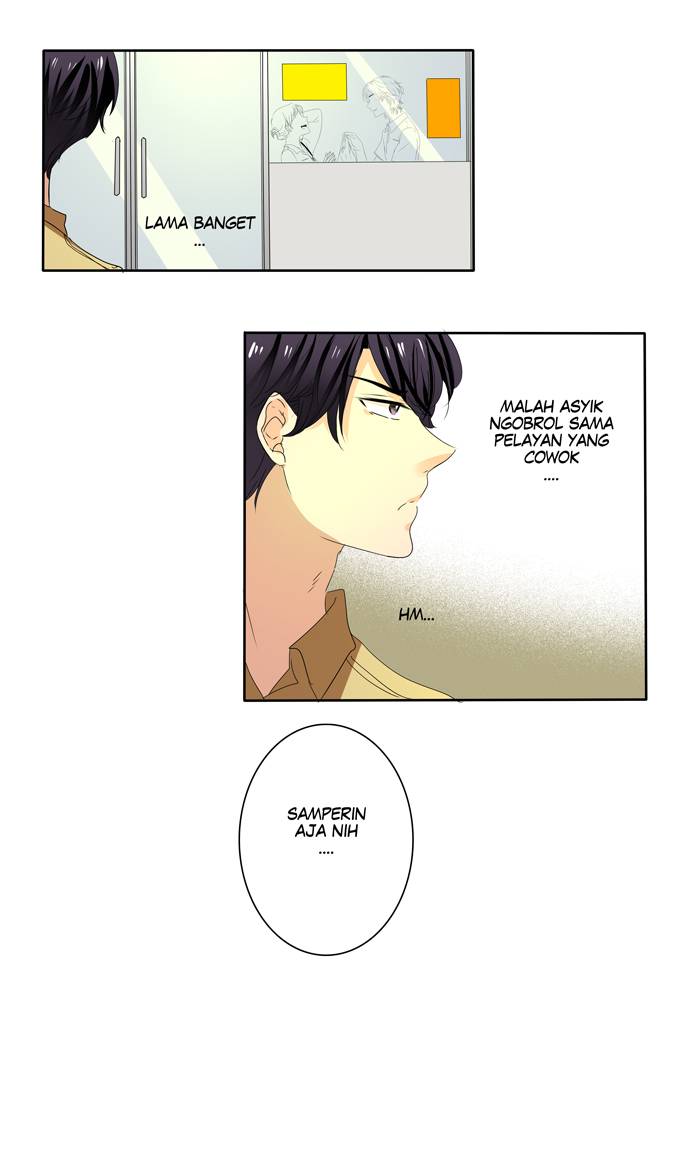 LAMA BANGET
...
MALAH ASYIK
NGOBROL SAMA
PELAYAN YANG
COWOK
....
HM...
SAMPERIN
AJA NIH
....